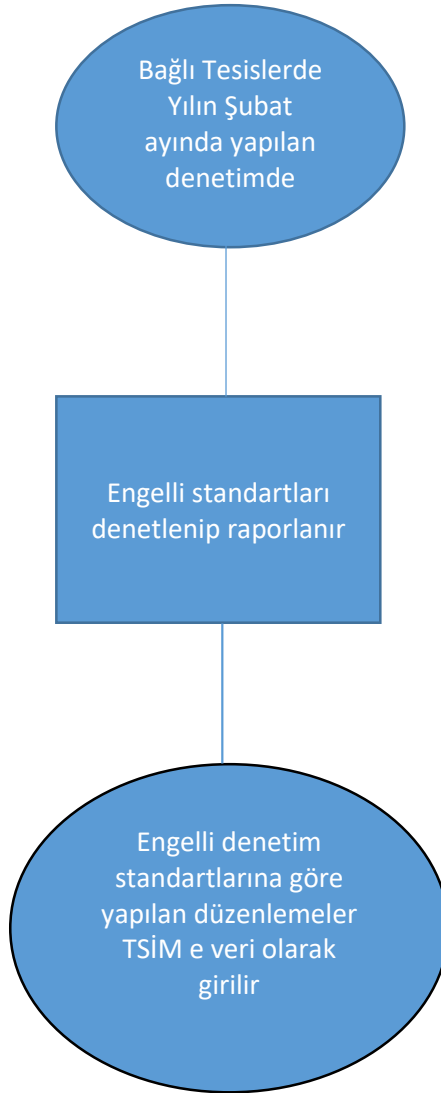 Bağlı Tesislerde
Yılın Şubat
ayında yapılan
denetimde
Engelli standartları
denetlenip raporlanır
Engelli denetim
standartlarına göre
yapılan düzenlemeler
TSİM e veri olarak
girilir